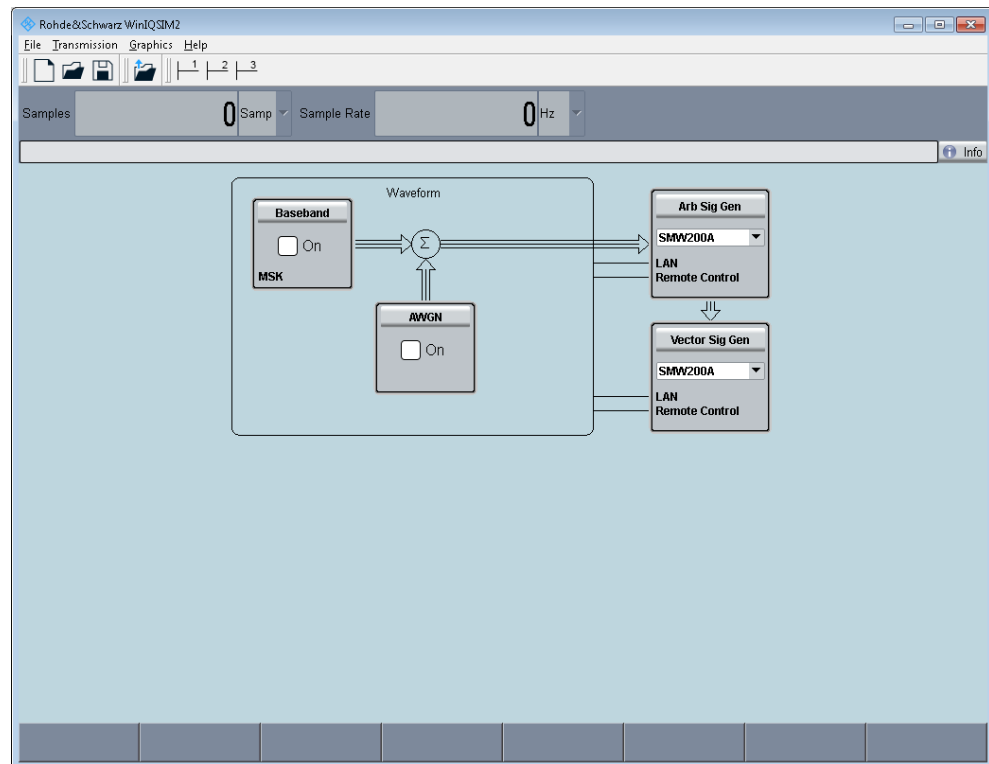 Rohde&Schwarz WinIQSIM2
File Transmission Graphics Help
1 2 3
Samples 0 Samp Sample Rate 0 Hz
Info
Waveform
Baseband
On
MSK
Σ
AWGN
On
Arb Sig Gen
SMW200A
LAN
Remote Control
Vector Sig Gen
SMW200A
LAN
Remote Control